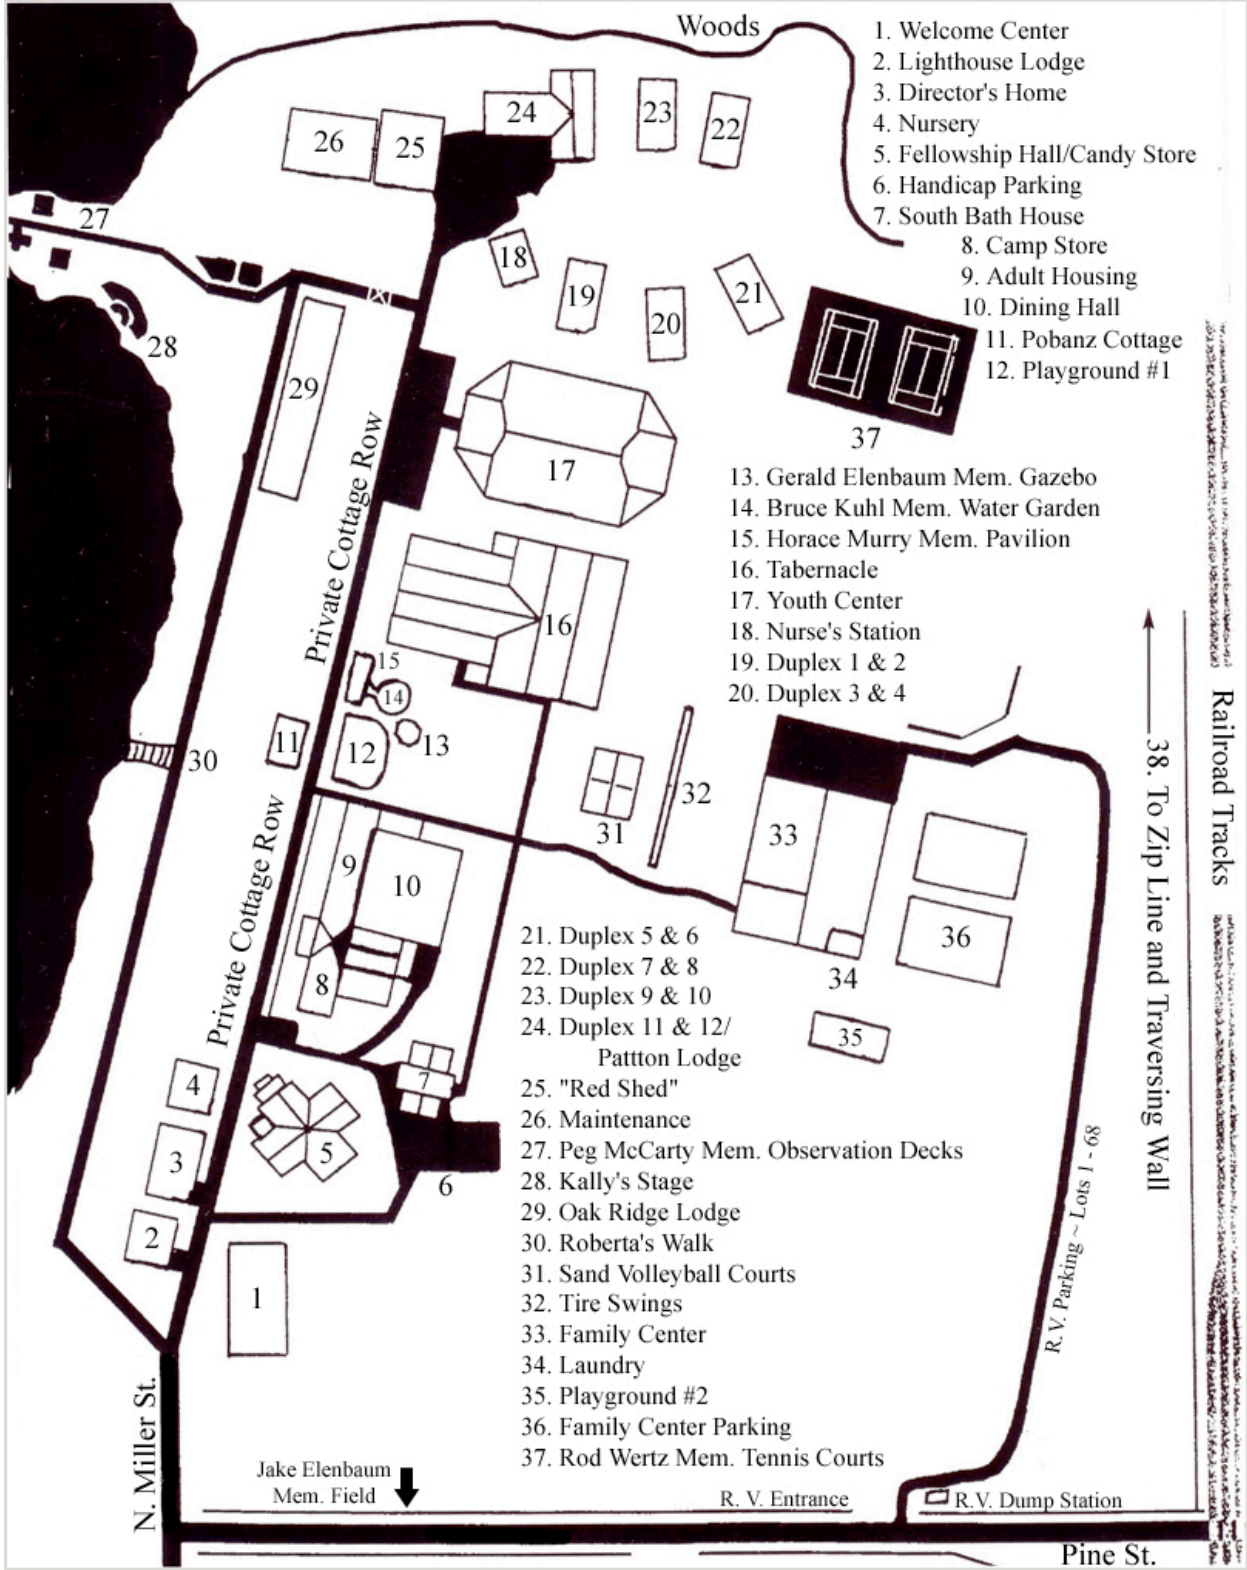 Woods
1. Welcome Center
2. Lighthouse Lodge
3. Director's Home
4. Nursery
5. Fellowship Hall/Candy Store
6. Handicap Parking
7. South Bath House
8. Camp Store
9. Adult Housing
10. Dining Hall
11. Pobanz Cottage
12. Playground #1
24
23
22
26
25
27
18
19
20
21
28
29
37
17
13. Gerald Elenbaum Mem. Gazebo
14. Bruce Kuhl Mem. Water Garden
15. Horace Murry Mem. Pavilion
16. Tabernacle
17. Youth Center
18. Nurse's Station
19. Duplex 1 & 2
20. Duplex 3 & 4
Private Cottage Row
16
15
14
13
12
11
30
31
32
33
34
35
36
Railroad Tracks
38. To Zip Line and Traversing Wall
Private Cottage Row
9
10
8
7
21. Duplex 5 & 6
22. Duplex 7 & 8
23. Duplex 9 & 10
24. Duplex 11 & 12/
Pattton Lodge
25. "Red Shed"
26. Maintenance
27. Peg McCarty Mem. Observation Decks
28. Kally's Stage
29. Oak Ridge Lodge
30. Roberta's Walk
31. Sand Volleyball Courts
32. Tire Swings
33. Family Center
34. Laundry
35. Playground #2
36. Family Center Parking
37. Rod Wertz Mem. Tennis Courts
4
3
5
6
2
1
R.V. Parking ~ Lots 1 - 68
N. Miller St.
Jake Elenbaum
Mem. Field
R. V. Entrance
R.V. Dump Station
Pine St.